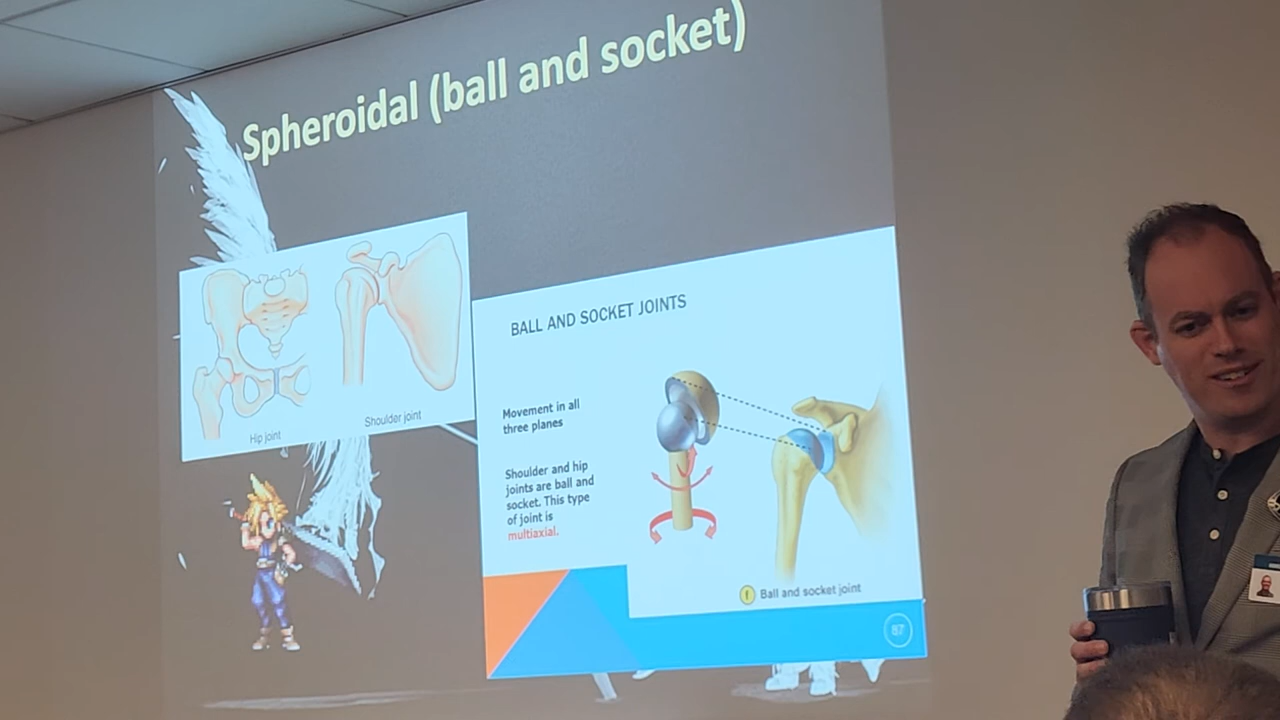 Spheroidal (ball and socket)
Hip joint
Shoulder joint
BALL AND SOCKET JOINTS
Movement in all
three planes
Shoulder and hip
joints are ball and
socket. This type
of joint is
multiaxial.
! Ball and socket joint
87